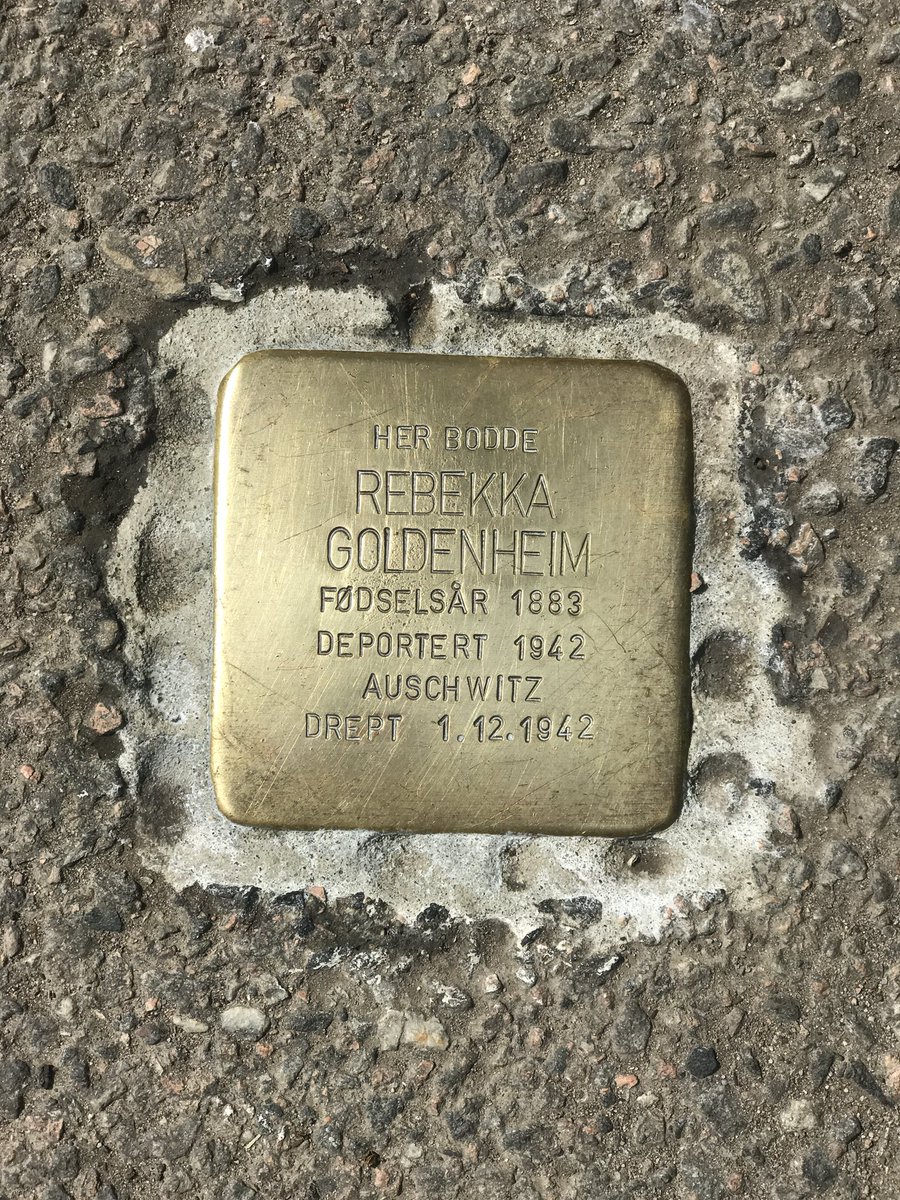 HER BODDE
REBEKKA
GOLDENHEIM
FØDSELSÅR 1883
DEPORTERT 1942
AUSCHWITZ
DREPT 1.12.1942